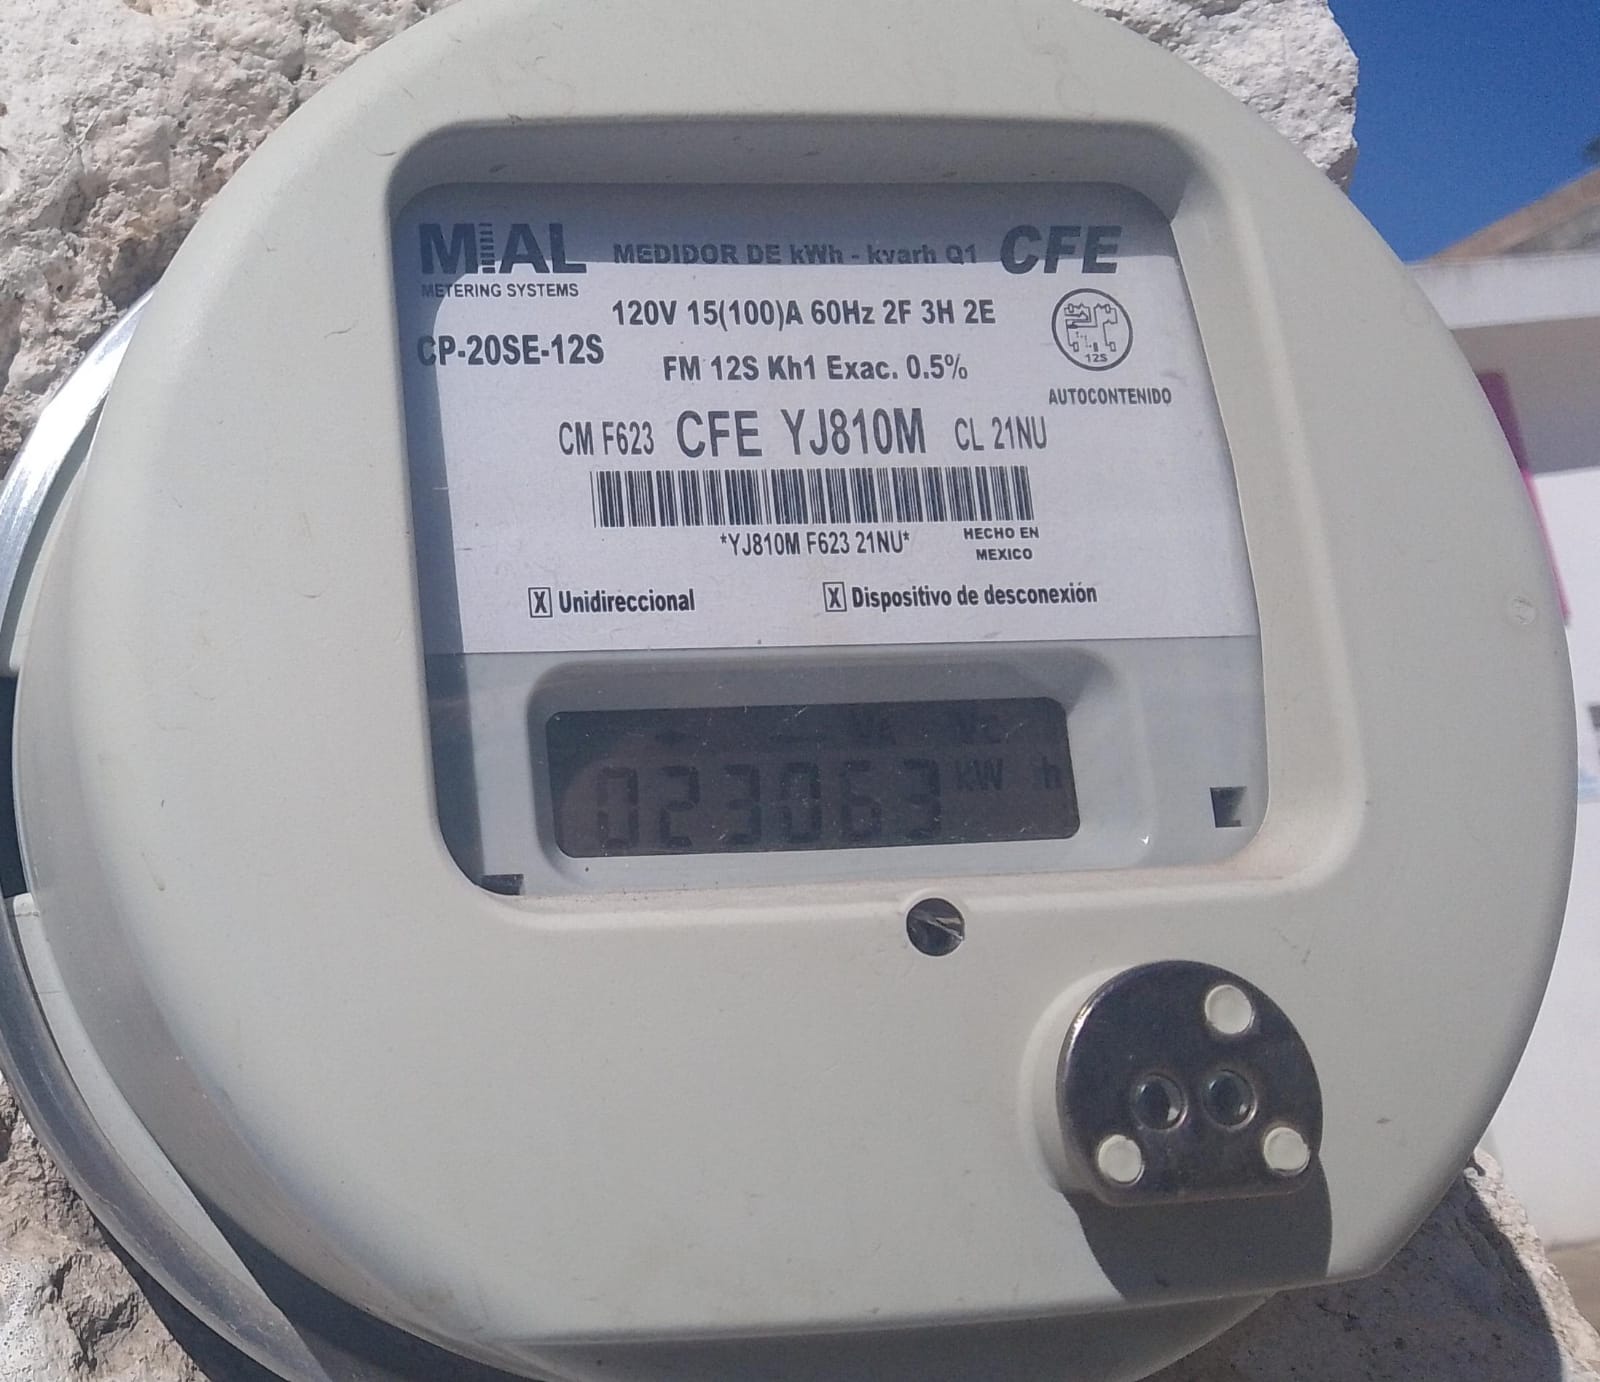 MIAL MEDIDOR DE kWh - kvarh Q1 CFE
METERING SYSTEMS
120V 15(100)A 60Hz 2F 3H 2E
CP-20SE-12S
FM 12S Kh1 Exac. 0.5%
12S
AUTOCONTENIDO
CM F623 CFE YJ810M CL 21NU
*YJ810M F623 21NU*
HECHO EN
MEXICO
X Unidireccional X Dispositivo de desconexión
Va Vc
023063 kW h